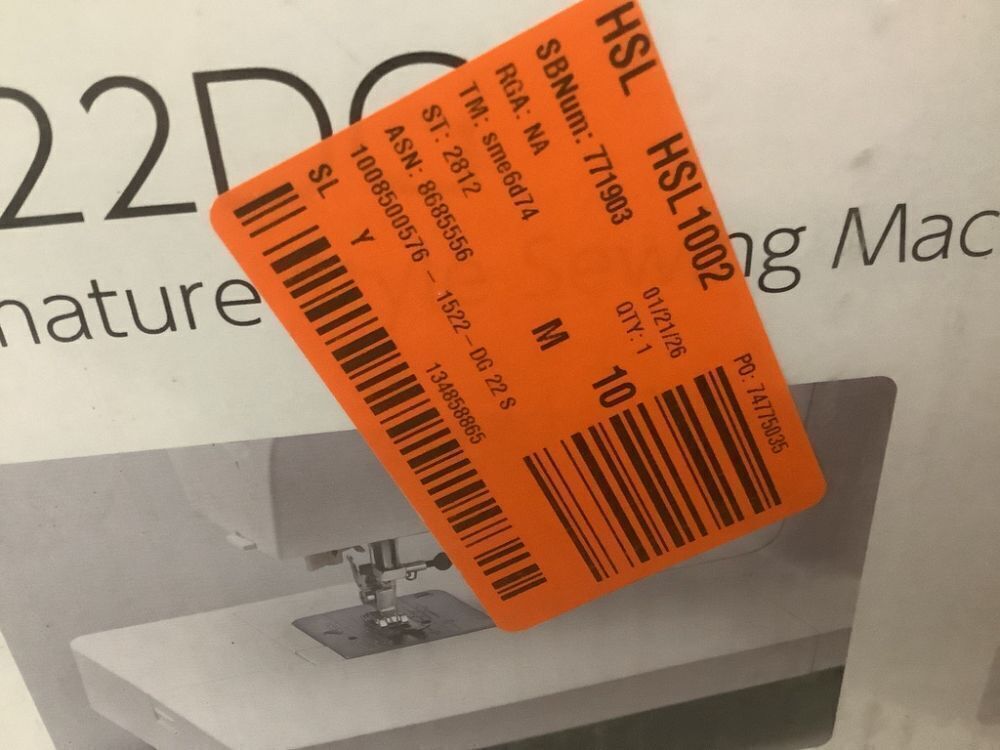 22DC
nature
ng Mac
HSL HSL1002
SBNum: 771903
RGA: NA
TM: sme6d74
ST: 2812
ASN: 8685556
1008500576 - 1522 - DG 22 S
SL Y
134858865
M
01/21/26
QTY: 1
10
PO: 74775035